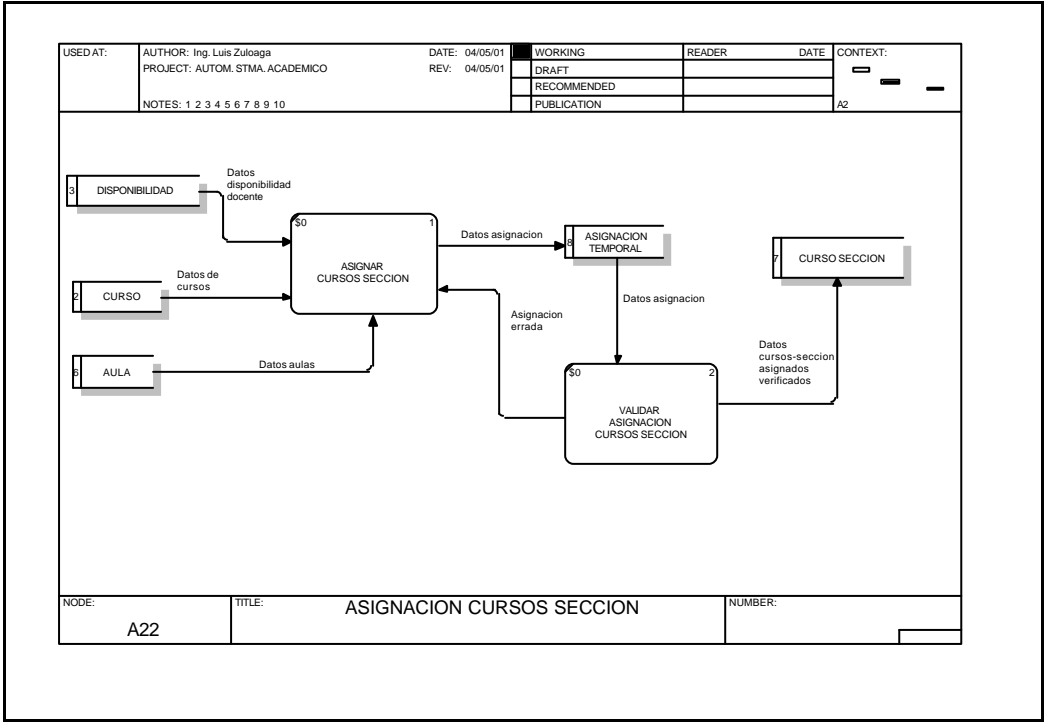 USED AT:
AUTHOR: Ing. Luis Zuloaga
DATE: 04/05/01
WORKING
READER
DATE
CONTEXT:
PROJECT: AUTOM. STMA. ACADEMICO
REV: 04/05/01
DRAFT
RECOMMENDED
NOTES: 1 2 3 4 5 6 7 8 9 10
PUBLICATION
A2
3 DISPONIBILIDAD
Datos
disponibilidad
docente
$0 1
ASIGNAR
CURSOS SECCION
Datos asignacion
8 ASIGNACION
TEMPORAL
7 CURSO SECCION
2 CURSO
Datos de
cursos
Datos asignacion
Asignacion
errada
6 AULA
Datos aulas
Datos
cursos-seccion
asignados
verificados
$0 2
VALIDAR
ASIGNACION
CURSOS SECCION
NODE:
A22
TITLE:
ASIGNACION CURSOS SECCION
NUMBER: